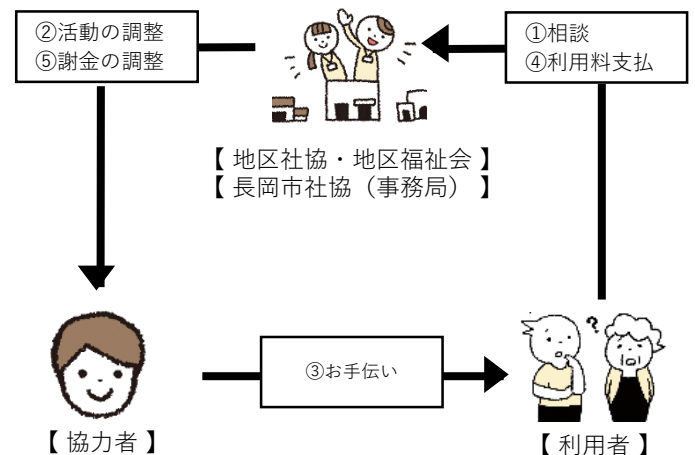 ②活動の調整
⑤謝金の調整
①相談
④利用料支払
【 地区社協・地区福祉会 】
【 長岡市社協（事務局） 】
?
③お手伝い
【 協力者 】
【 利用者 】